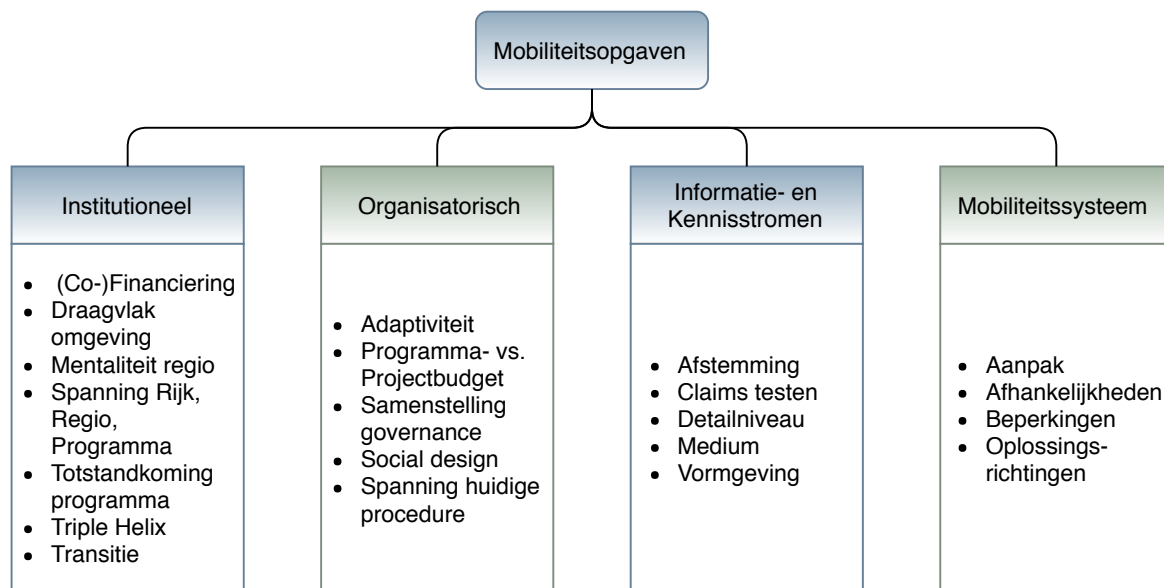 Mobiliteitsopgaven
Institutioneel
(Co-)Financiering
Draagvlak
omgeving
Mentaliteit regio
Spanning Rijk,
Regio,
Programma
Totstandkoming
programma
Triple Helix
Transitie
Organisatorisch
Adaptiviteit
Programma- vs.
Projectbudget
Samenstelling
governance
Social design
Spanning huidige
procedure
Informatie- en
Kennisstromen
Afstemming
Claims testen
Detailniveau
Medium
Vormgeving
Mobiliteitssysteem
Aanpak
Afhankelijkheden
Beperkingen
Oplossings-
richtingen